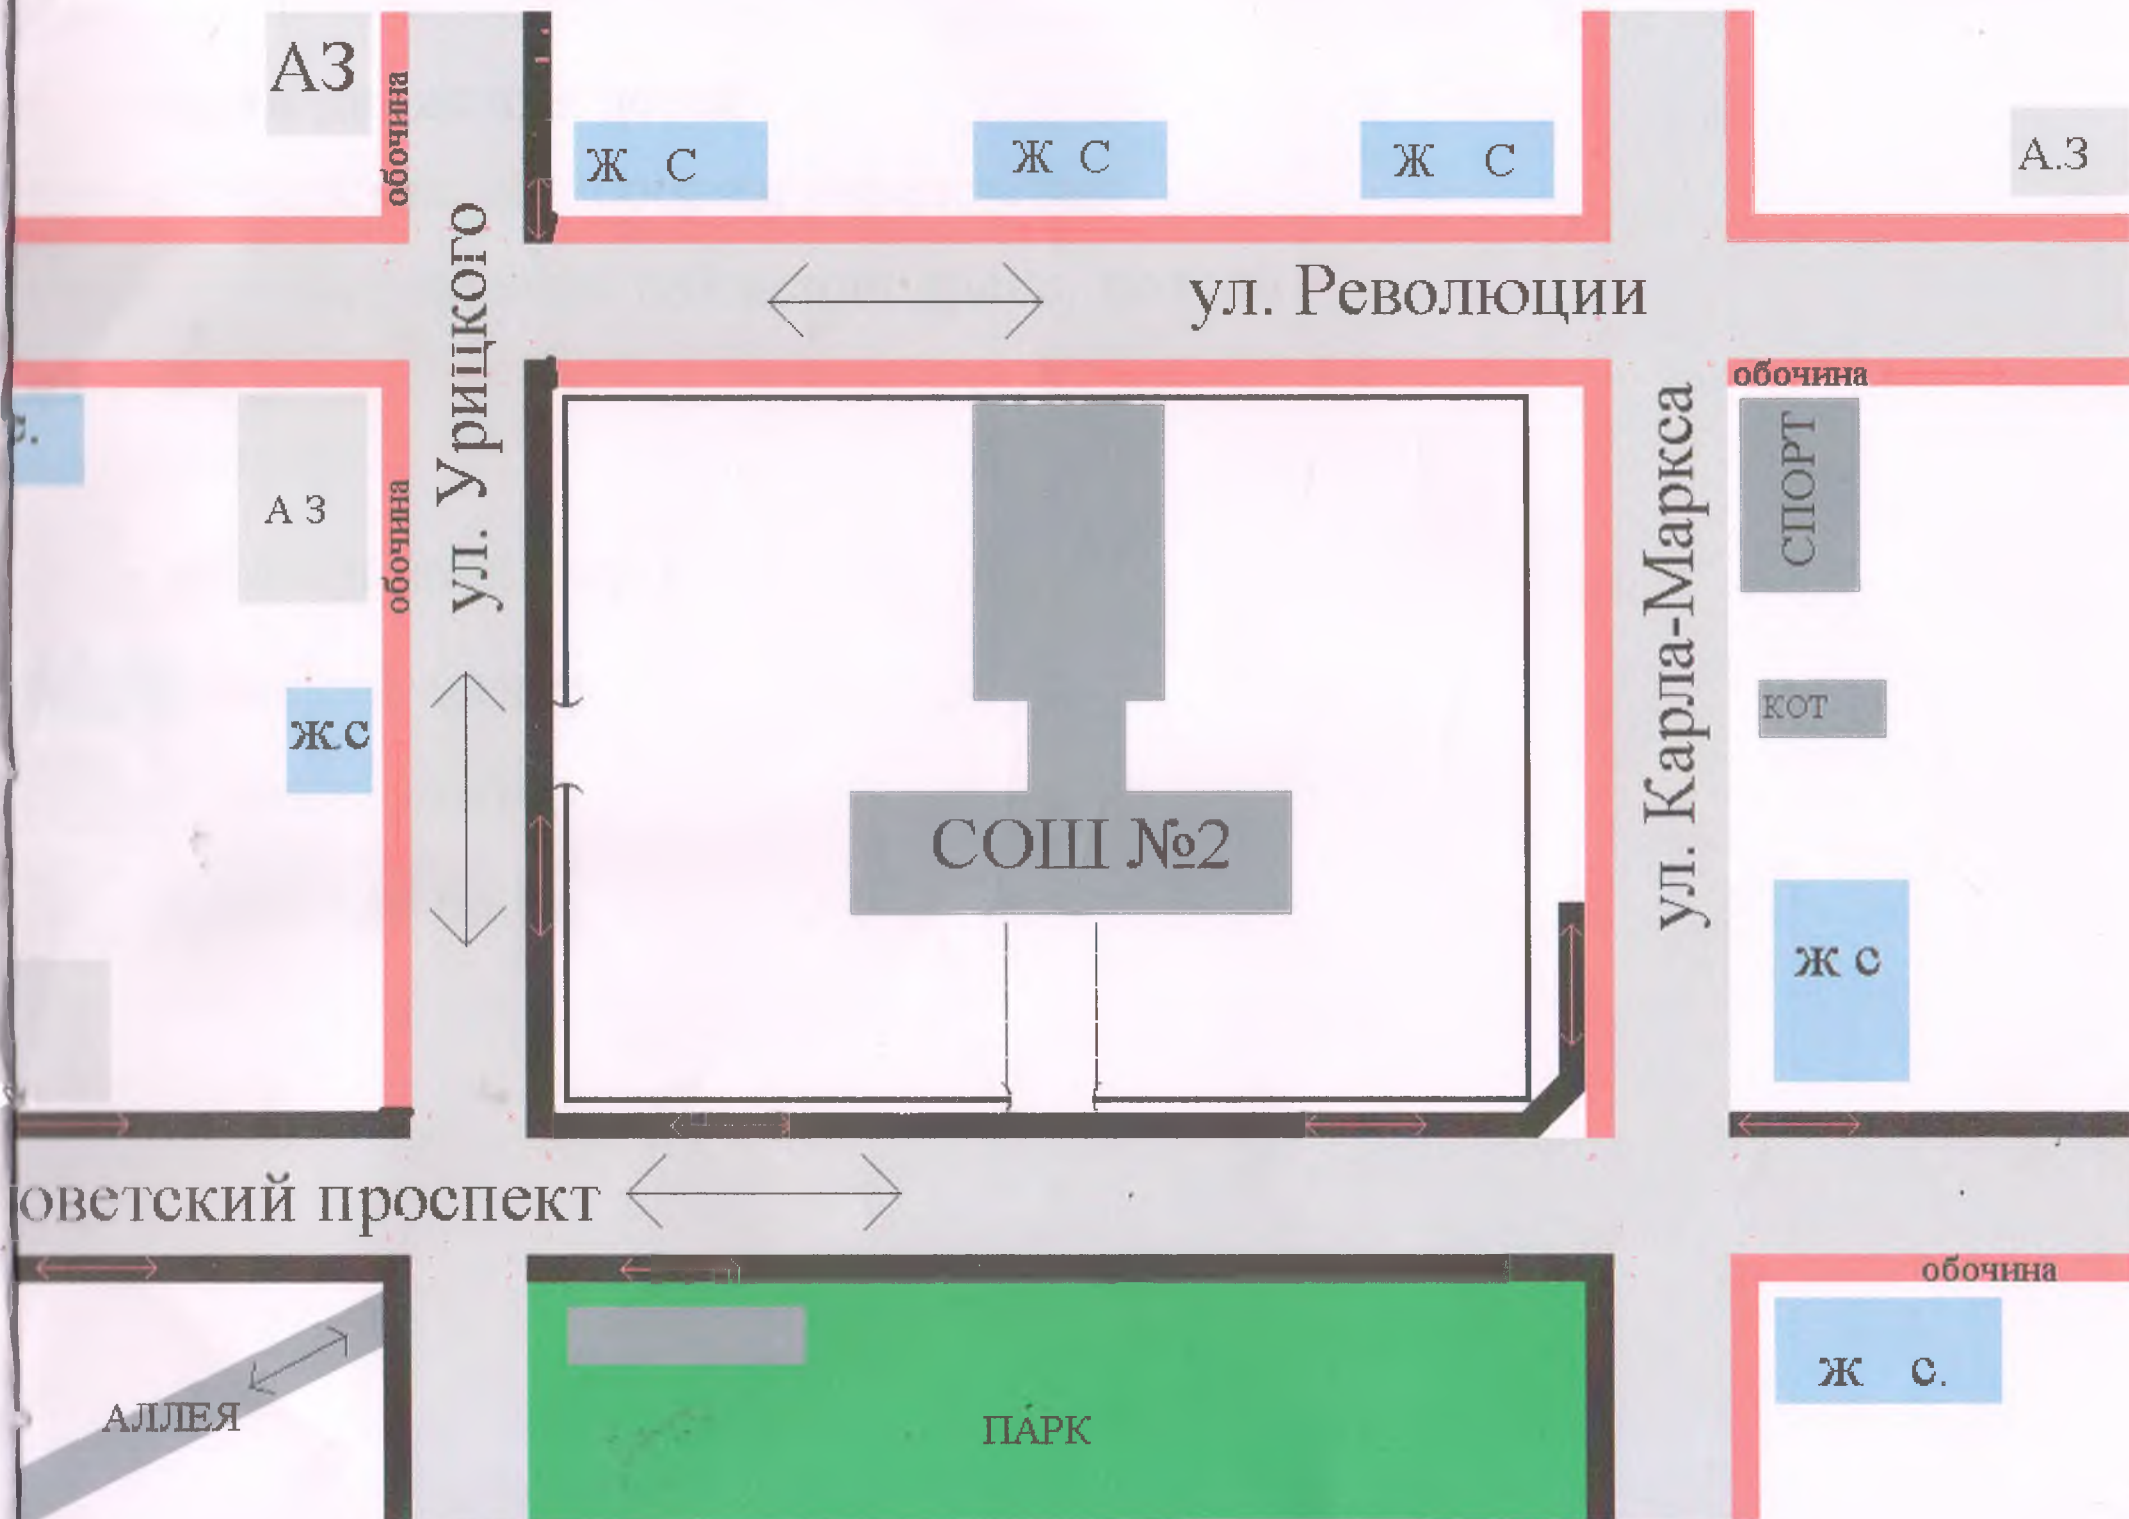 АЗ
обочина
Ж С
Ж С
Ж С
А.З
ул. Революции
ул. Урицкого
обочина
с.
А З
обочина
СПОРТ
ул. Карла-Маркса
Ж.С
КОТ
СОШ №2
Ж С
оветский проспект
обочина
Ж С.
АЛЛЕЯ
ПАРК